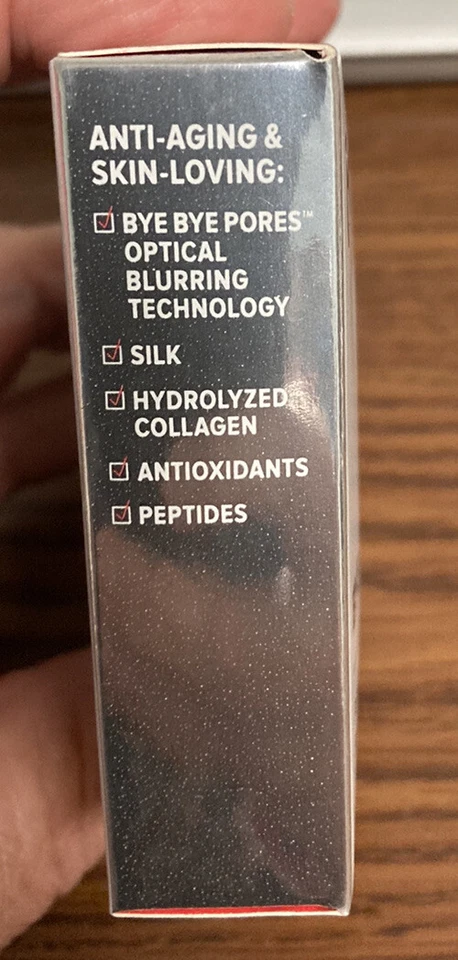 ANTI-AGING &
SKIN-LOVING:
BYE BYE PORES™
OPTICAL
BLURRING
TECHNOLOGY
SILK
HYDROLYZED
COLLAGEN
ANTIOXIDANTS
PEPTIDES